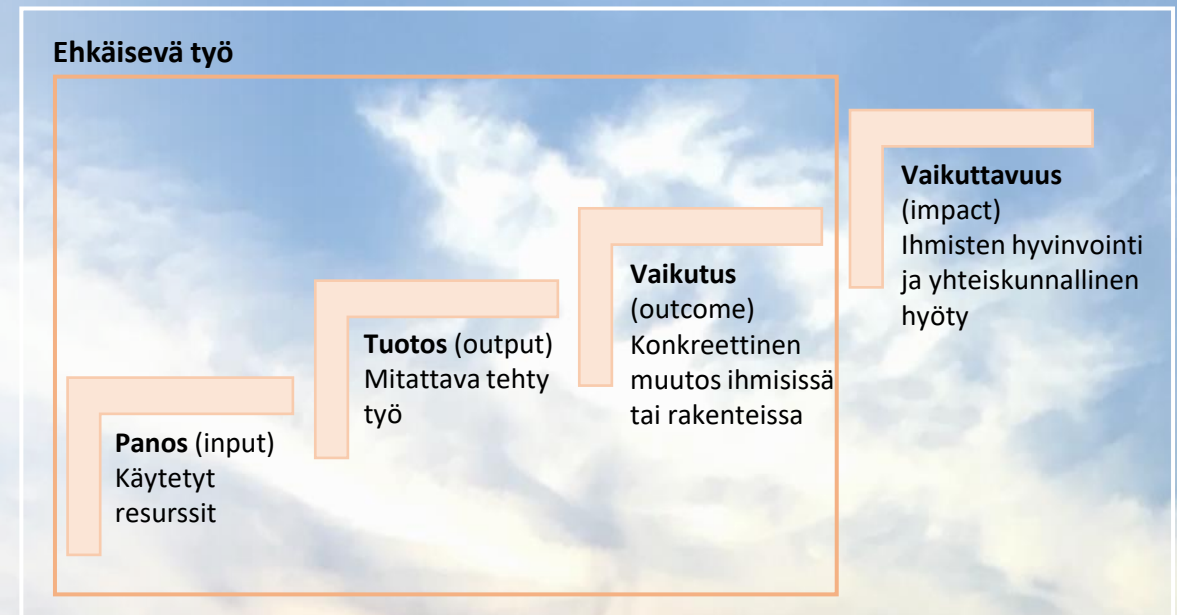 Ehkäisevä työ
Panos (input)
Käytetyt
resurssit
Tuotos (output)
Mitattava tehty
työ
Vaikutus
(outcome)
Konkreettinen
muutos ihmisissä
tai rakenteissa
Vaikuttavuus
(impact)
Ihmisten hyvinvointi
ja yhteiskunnallinen
hyöty